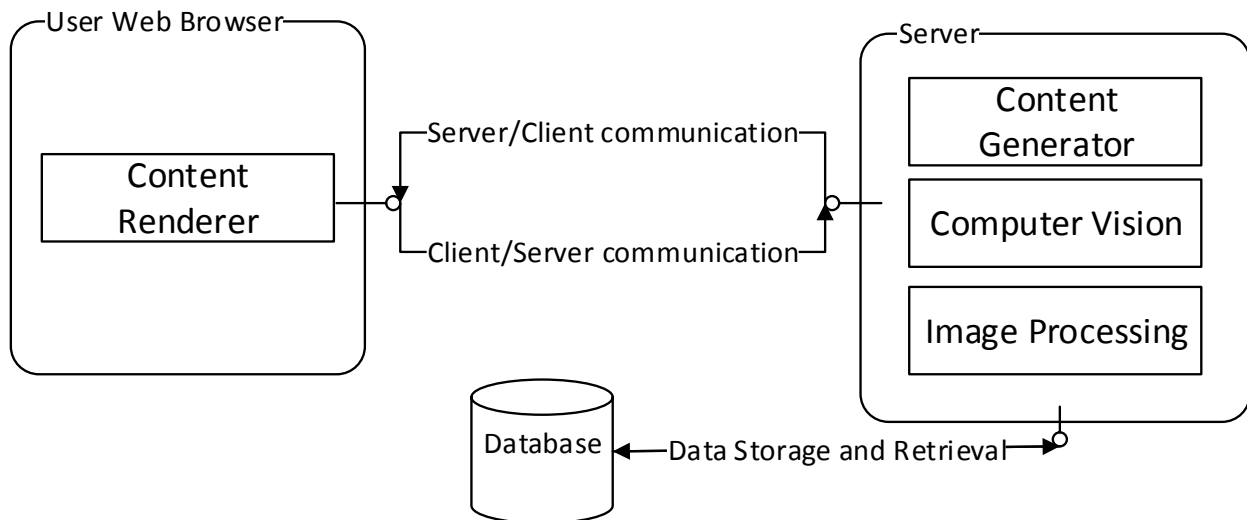 User Web Browser
Server
Content
Generator
Server/Client communication
Content
Renderer
Computer Vision
Client/Server communication
Image Processing
Database
Data Storage and Retrieval